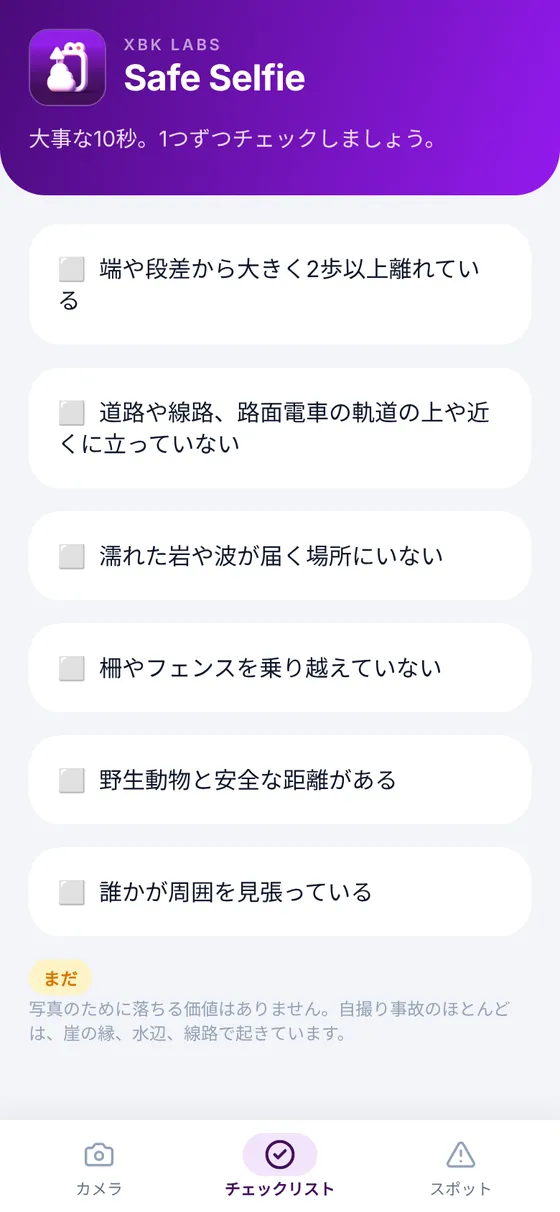 XBK LABS
Safe Selfie
大事な10秒。1つずつチェックしましょう。
端や段差から大きく2歩以上離れてい
る
道路や線路、路面電車の軌道の上や近
くに立っていない
濡れた岩や波が届く場所にいない
柵やフェンスを乗り越えていない
野生動物と安全な距離がある
誰かが周囲を見張っている
まだ
写真のために落ちる価値はありません。自撮り事故のほとんど
は、崖の縁、水辺、線路で起きています。
カメラ
チェックリスト
スポット